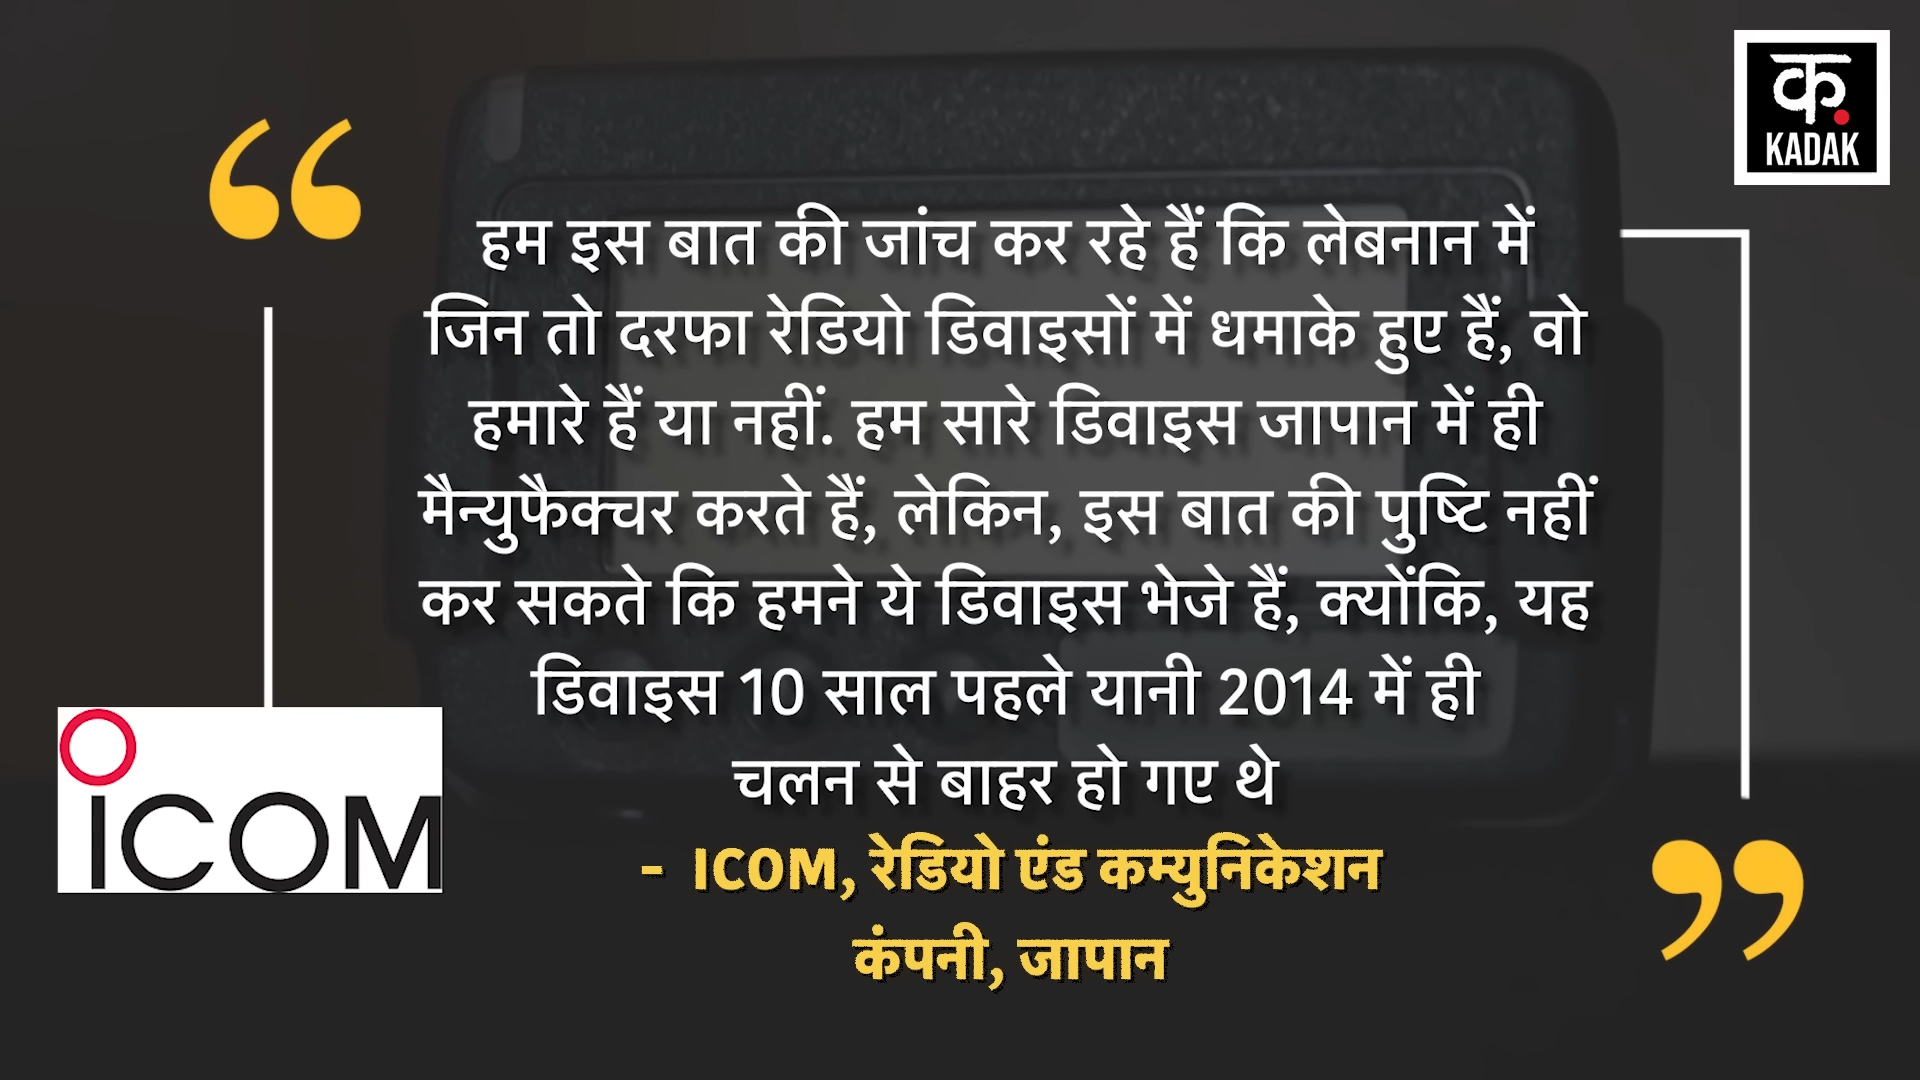 क
KADAK
हम इस बात की जांच कर रहे हैं कि लेबनान में
जिन तो दरफा रेडियो डिवाइसों में धमाके हुए हैं, वो
हमारे हैं या नहीं. हम सारे डिवाइस जापान में ही
मैन्युफैक्चर करते हैं, लेकिन, इस बात की पुष्टि नहीं
कर सकते कि हमने ये डिवाइस भेजे हैं, क्योंकि, यह
डिवाइस 10 साल पहले यानी 2014 में ही
चलन से बाहर हो गए थे
- ICOM, रेडियो एंड कम्युनिकेशन
कंपनी, जापान
ICOM